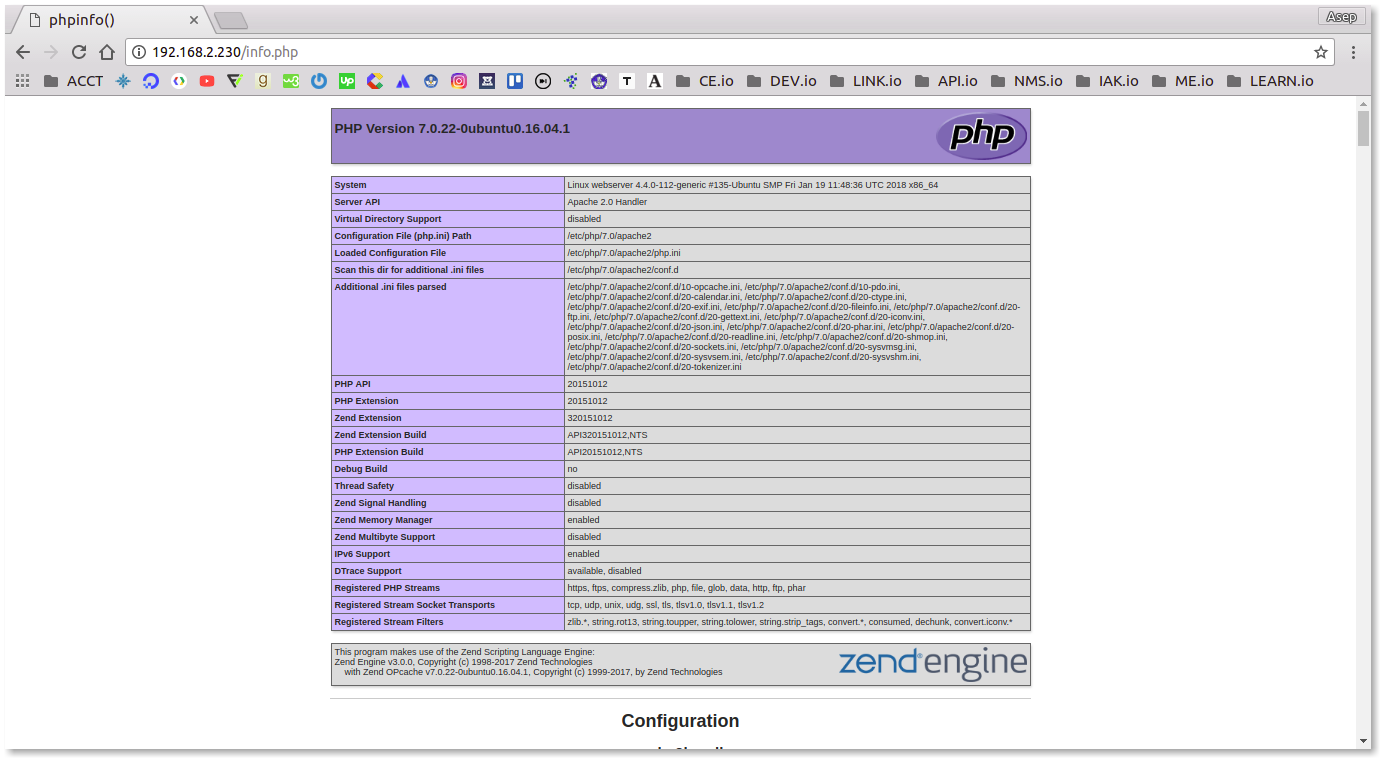 phpinfo()
Asep
192.168.2.230/info.php
ACCT
g
w3
Up
T
A
CE.io
DEV.io
LINK.io
API.io
NMS.io
IAK.io
ME.io
LEARN.io
PHP Version 7.0.22-0ubuntu0.16.04.1
php
System Linux webserver 4.4.0-112-generic #135-Ubuntu SMP Fri Jan 19 11:48:36 UTC 2018 x86_64
Server API Apache 2.0 Handler
Virtual Directory Support disabled
Configuration File (php.ini) Path /etc/php/7.0/apache2
Loaded Configuration File /etc/php/7.0/apache2/php.ini
Scan this dir for additional .ini files /etc/php/7.0/apache2/conf.d
Additional .ini files parsed /etc/php/7.0/apache2/conf.d/10-opcache.ini, /etc/php/7.0/apache2/conf.d/10-pdo.ini,
/etc/php/7.0/apache2/conf.d/20-calendar.ini, /etc/php/7.0/apache2/conf.d/20-ctype.ini,
/etc/php/7.0/apache2/conf.d/20-exif.ini, /etc/php/7.0/apache2/conf.d/20-fileinfo.ini, /etc/php/7.0/apache2/conf.d/20-
ftp.ini, /etc/php/7.0/apache2/conf.d/20-gettext.ini, /etc/php/7.0/apache2/conf.d/20-iconv.ini,
/etc/php/7.0/apache2/conf.d/20-json.ini, /etc/php/7.0/apache2/conf.d/20-phar.ini, /etc/php/7.0/apache2/conf.d/20-
posix.ini, /etc/php/7.0/apache2/conf.d/20-readline.ini, /etc/php/7.0/apache2/conf.d/20-shmop.ini,
/etc/php/7.0/apache2/conf.d/20-sockets.ini, /etc/php/7.0/apache2/conf.d/20-sysvmsg.ini,
/etc/php/7.0/apache2/conf.d/20-sysvsem.ini, /etc/php/7.0/apache2/conf.d/20-sysvshm.ini,
/etc/php/7.0/apache2/conf.d/20-tokenizer.ini
PHP API 20151012
PHP Extension 20151012
Zend Extension 320151012
Zend Extension Build API320151012,NTS
PHP Extension Build API20151012,NTS
Debug Build no
Thread Safety disabled
Zend Signal Handling disabled
Zend Memory Manager enabled
Zend Multibyte Support disabled
IPv6 Support enabled
DTrace Support available, disabled
Registered PHP Streams https, ftps, compress.zlib, php, file, glob, data, http, ftp, phar
Registered Stream Socket Transports tcp, udp, unix, udg, ssl, tls, tlsv1.0, tlsv1.1, tlsv1.2
Registered Stream Filters zlib.*, string.rot13, string.toupper, string.tolower, string.strip_tags, convert.*, consumed, dechunk, convert.iconv.*
This program makes use of the Zend Scripting Language Engine:
Zend Engine v3.0.0, Copyright (c) 1998-2017 Zend Technologies
with Zend OPcache v7.0.22-0ubuntu0.16.04.1, Copyright (c) 1999-2017, by Zend Technologies
zend® engine
Configuration